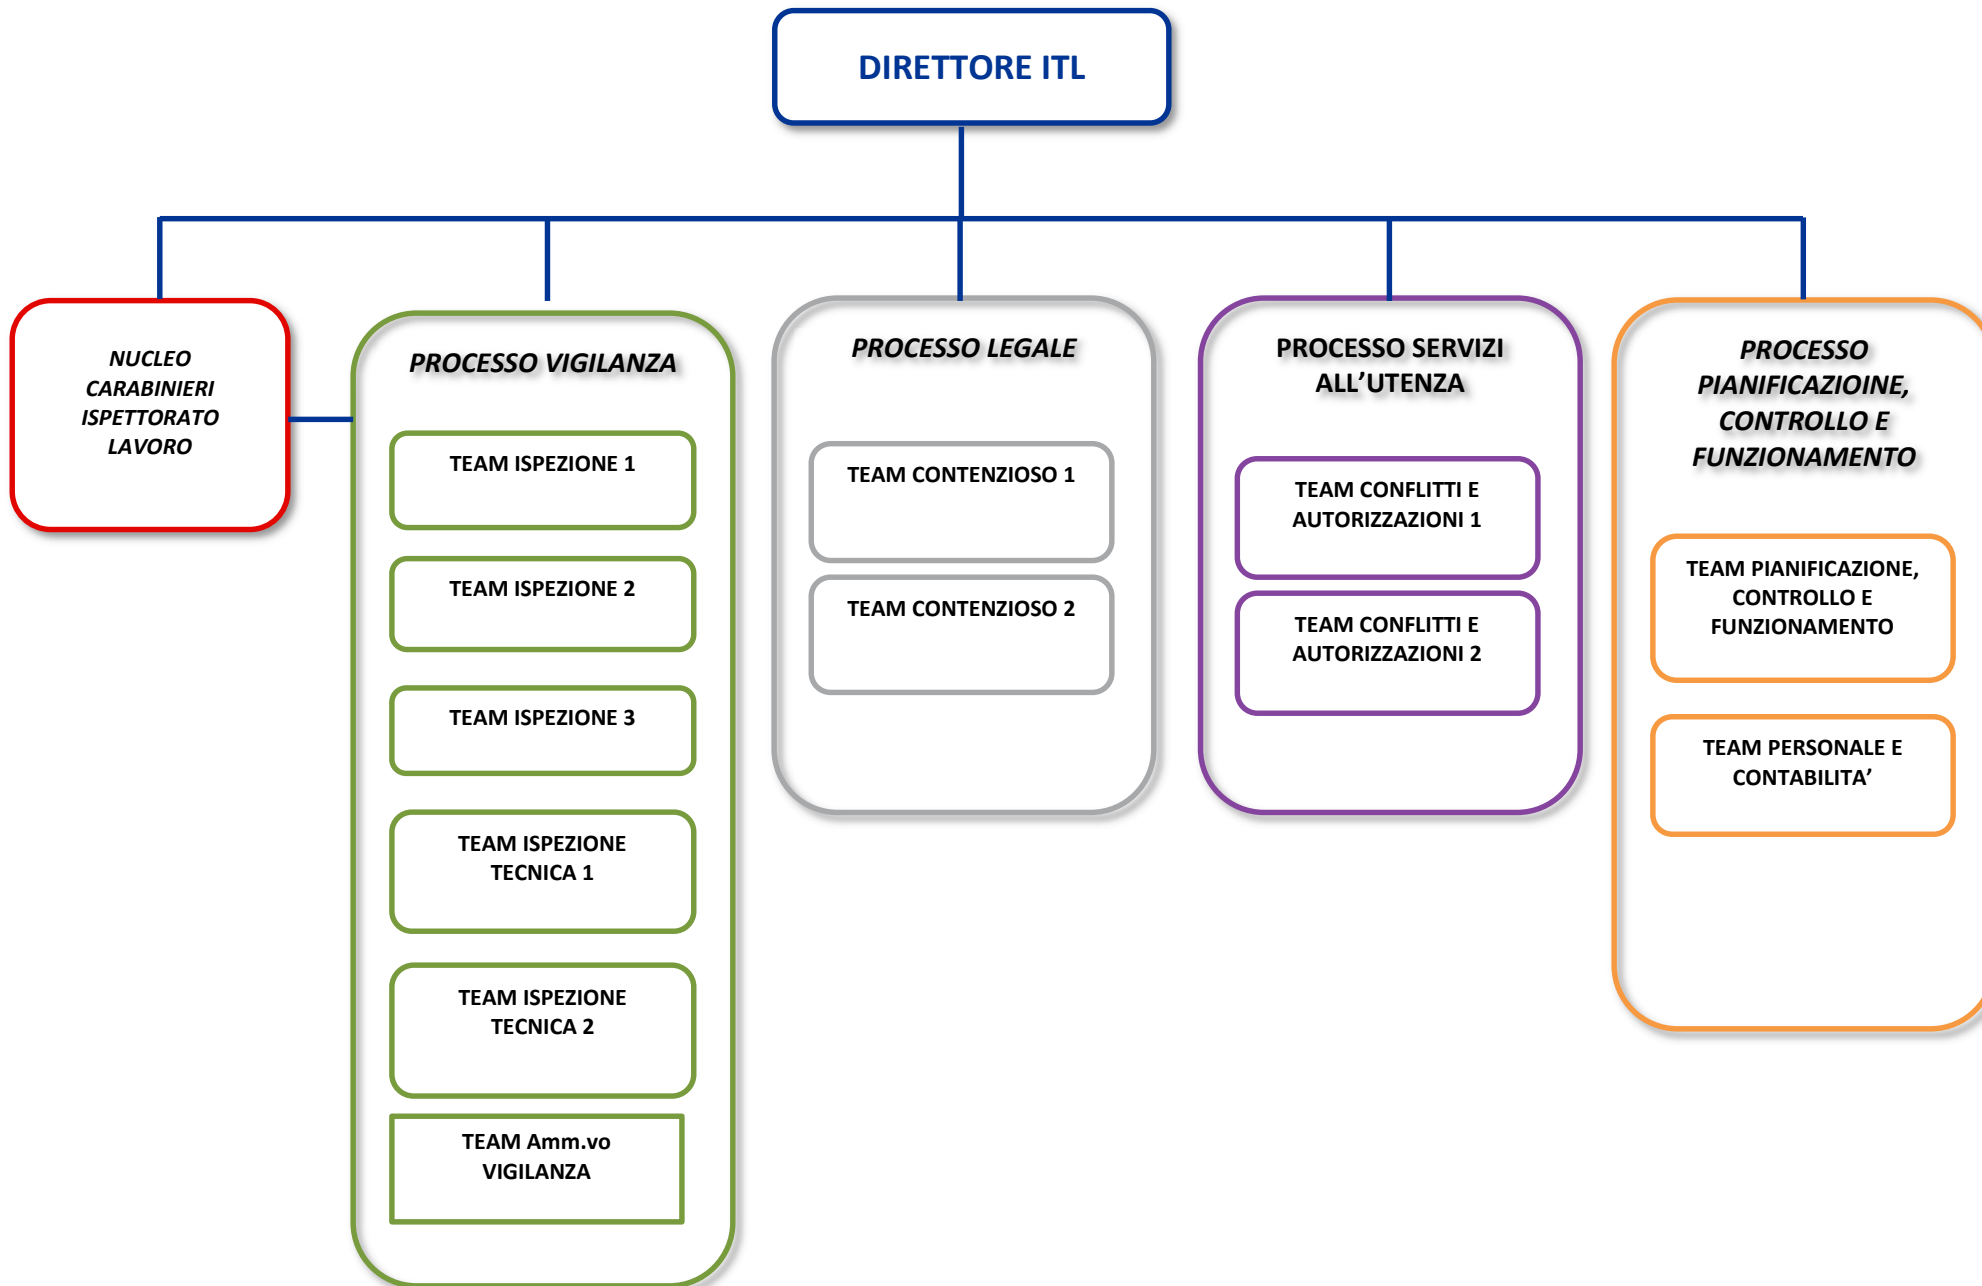 DIRETTORE ITL
NUCLEO
CARABINIERI
ISPETTORATO
LAVORO
PROCESSO VIGILANZA
TEAM ISPEZIONE 1
TEAM ISPEZIONE 2
TEAM ISPEZIONE 3
TEAM ISPEZIONE
TECNICA 1
TEAM ISPEZIONE
TECNICA 2
TEAM Amm.vo
VIGILANZA
PROCESSO LEGALE
TEAM CONTENZIOSO 1
TEAM CONTENZIOSO 2
PROCESSO SERVIZI
ALL’UTENZA
TEAM CONFLITTI E
AUTORIZZAZIONI 1
TEAM CONFLITTI E
AUTORIZZAZIONI 2
PROCESSO
PIANIFICAZIOINE,
CONTROLLO E
FUNZIONAMENTO
TEAM PIANIFICAZIONE,
CONTROLLO E
FUNZIONAMENTO
TEAM PERSONALE E
CONTABILITA’